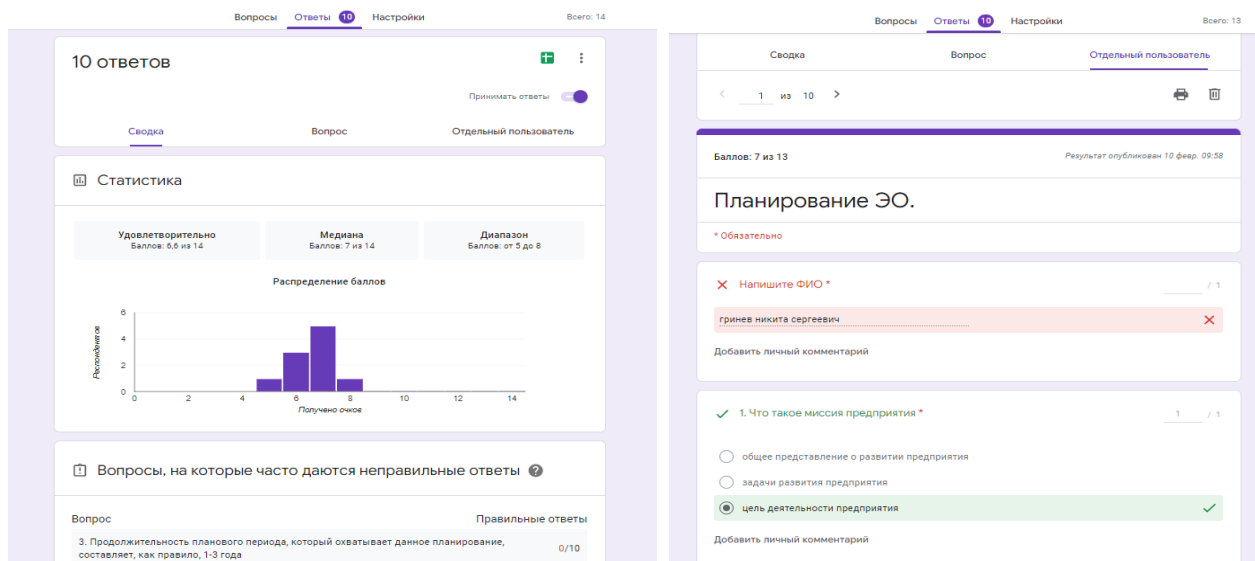 Вопросы Ответы 10 Настройки Всего: 14
10 ответов
Принимать ответы
Сводка Вопрос Отдельный пользователь
Статистика
Удовлетворительно Медиана Диапазон
Баллов: 6,6 из 14 Баллов: 7 из 14 Баллов: от 5 до 8
Распределение баллов
Респондентов
6
4
2
0
0 2 4 6 8 10 12 14
Получено очков
Вопросы, на которые часто даются неправильные ответы ?
Вопрос Правильные ответы
3. Продолжительность планового периода, который охватывает данное планирование,
составляет, как правило, 1-3 года 0/10
Вопросы Ответы 10 Настройки Всего: 13
Сводка Вопрос Отдельный пользователь
1 из 10
Баллов: 7 из 13 Результат опубликован 10 февр. 09:58
Планирование ЭО.
* Обязательно
Напишите ФИО * / 1
гринев никита сергеевич
Добавить личный комментарий
1. Что такое миссия предприятия * 1 / 1
общее представление о развитии предприятия
задачи развития предприятия
цель деятельности предприятия
Добавить личный комментарий